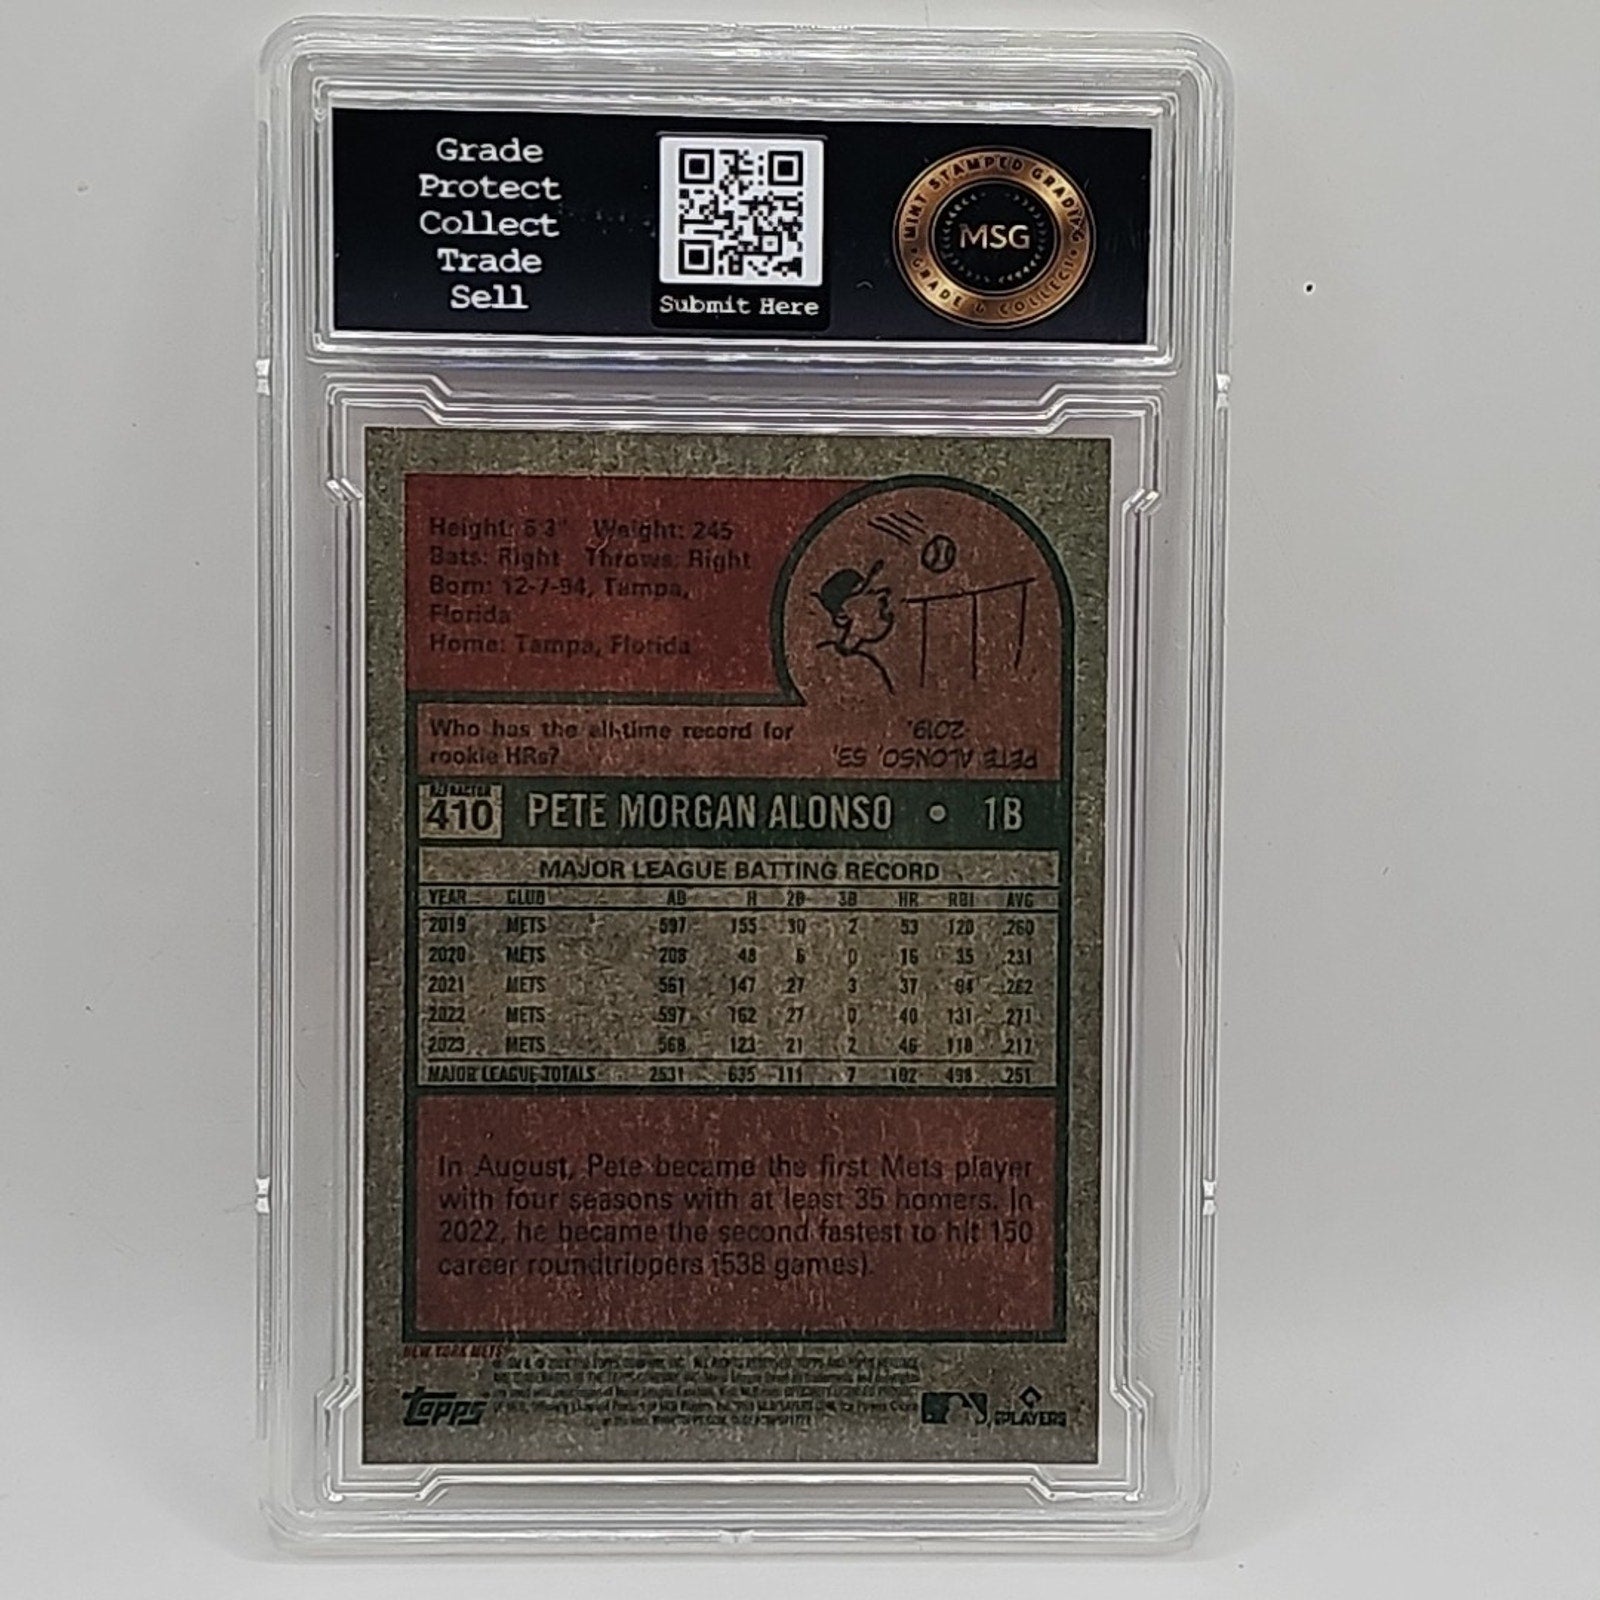 Grade
Protect
Collect
Trade
Sell
Submit Here
MINT STAMPED GRADING
MSG
GRADE & COLLECT
Height: 6'3" Weight: 245
Bats: Right Throws: Right
Born: 12-7-94, Tampa,
Florida
Home: Tampa, Florida
Who has the all-time record for
rookie HRs?
PETE ALONSO, 53,
2019.
REFRACTOR
410
PETE MORGAN ALONSO • 1B
MAJOR LEAGUE BATTING RECORD
YEAR CLUB AB H 2B 3B HR RBI AVG
2019 METS 597 155 30 2 53 120 .260
2020 METS 208 48 6 0 16 35 .231
2021 METS 561 147 27 3 37 94 .262
2022 METS 597 162 27 0 40 131 .271
2023 METS 568 123 21 2 46 118 .217
MAJOR LEAGUE TOTALS 2531 635 111 7 192 498 .251
In August, Pete became the first Mets player
with four seasons with at least 35 homers. In
2022, he became the second fastest to hit 150
career roundtrippers (538 games).
NEW YORK METS
Topps
PLAYERS